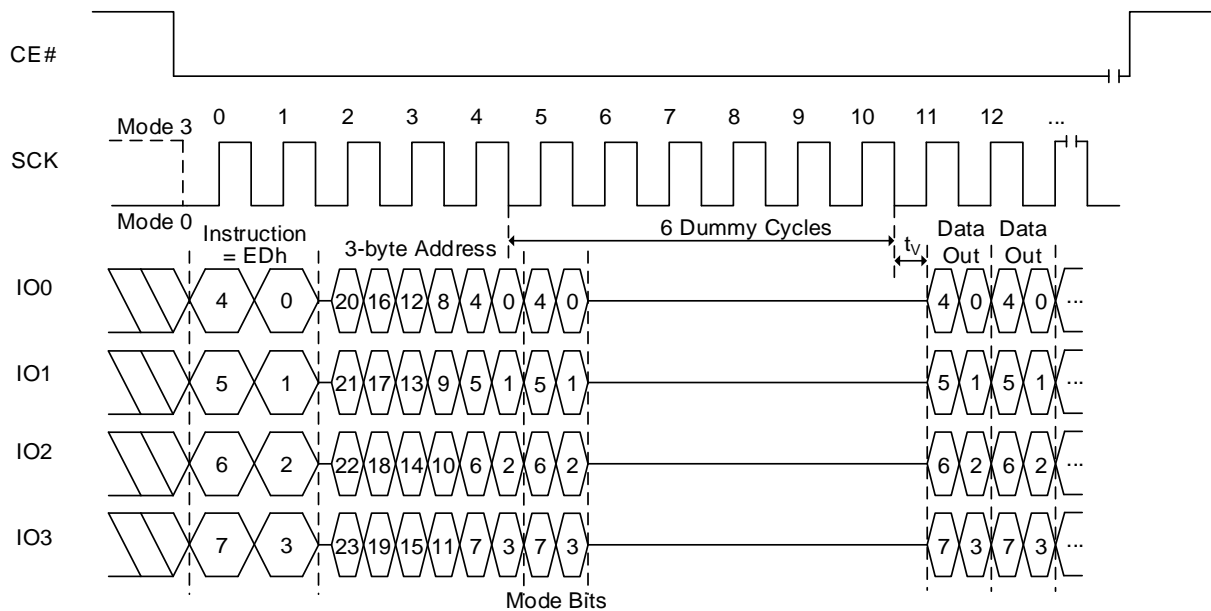 CE#
0 1 2 3 4 5 6 7 8 9 10 11 12 ...
Mode 3
SCK
Mode 0
Instruction
= EDh
3-byte Address
6 Dummy Cycles
tV
Data
Out
Data
Out
IO0
4 0 20 16 12 8 4 0 4 0 4 0 4 0 ...
IO1
5 1 21 17 13 9 5 1 5 1 5 1 5 1 ...
IO2
6 2 22 18 14 10 6 2 6 2 6 2 6 2 ...
IO3
7 3 23 19 15 11 7 3 7 3 7 3 7 3 ...
Mode Bits